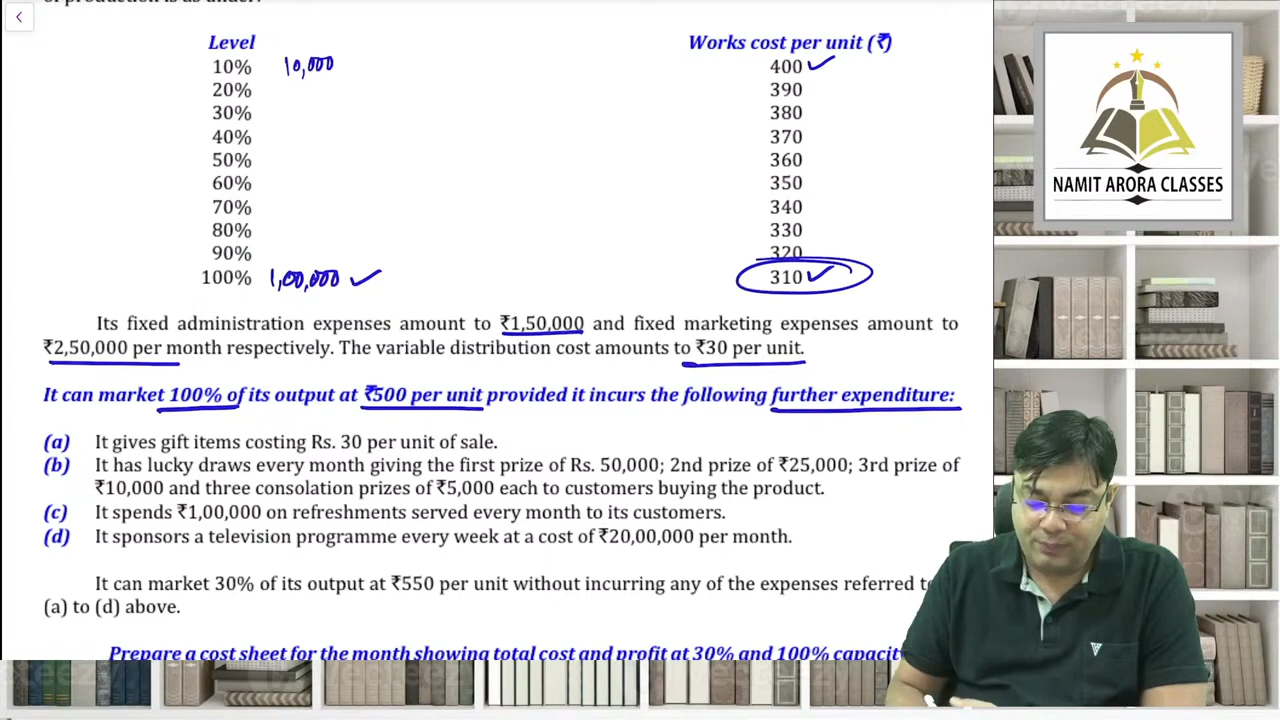 of production is as under:
Level Works cost per unit (₹)
10% 10,000 400
20% 390
30% 380
40% 370
50% 360
60% 350
70% 340
80% 330
90% 320
100% 1,00,000 310
Its fixed administration expenses amount to ₹1,50,000 and fixed marketing expenses amount to
₹2,50,000 per month respectively. The variable distribution cost amounts to ₹30 per unit.
It can market 100% of its output at ₹500 per unit provided it incurs the following further expenditure:
(a) It gives gift items costing Rs. 30 per unit of sale.
(b) It has lucky draws every month giving the first prize of Rs. 50,000; 2nd prize of ₹25,000; 3rd prize of
₹10,000 and three consolation prizes of ₹5,000 each to customers buying the product.
(c) It spends ₹1,00,000 on refreshments served every month to its customers.
(d) It sponsors a television programme every week at a cost of ₹20,00,000 per month.
It can market 30% of its output at ₹550 per unit without incurring any of the expenses referred
(a) to (d) above.
Prepare a cost sheet for the month showing total cost and profit at 30% and 100%
NAMIT ARORA CLASSES